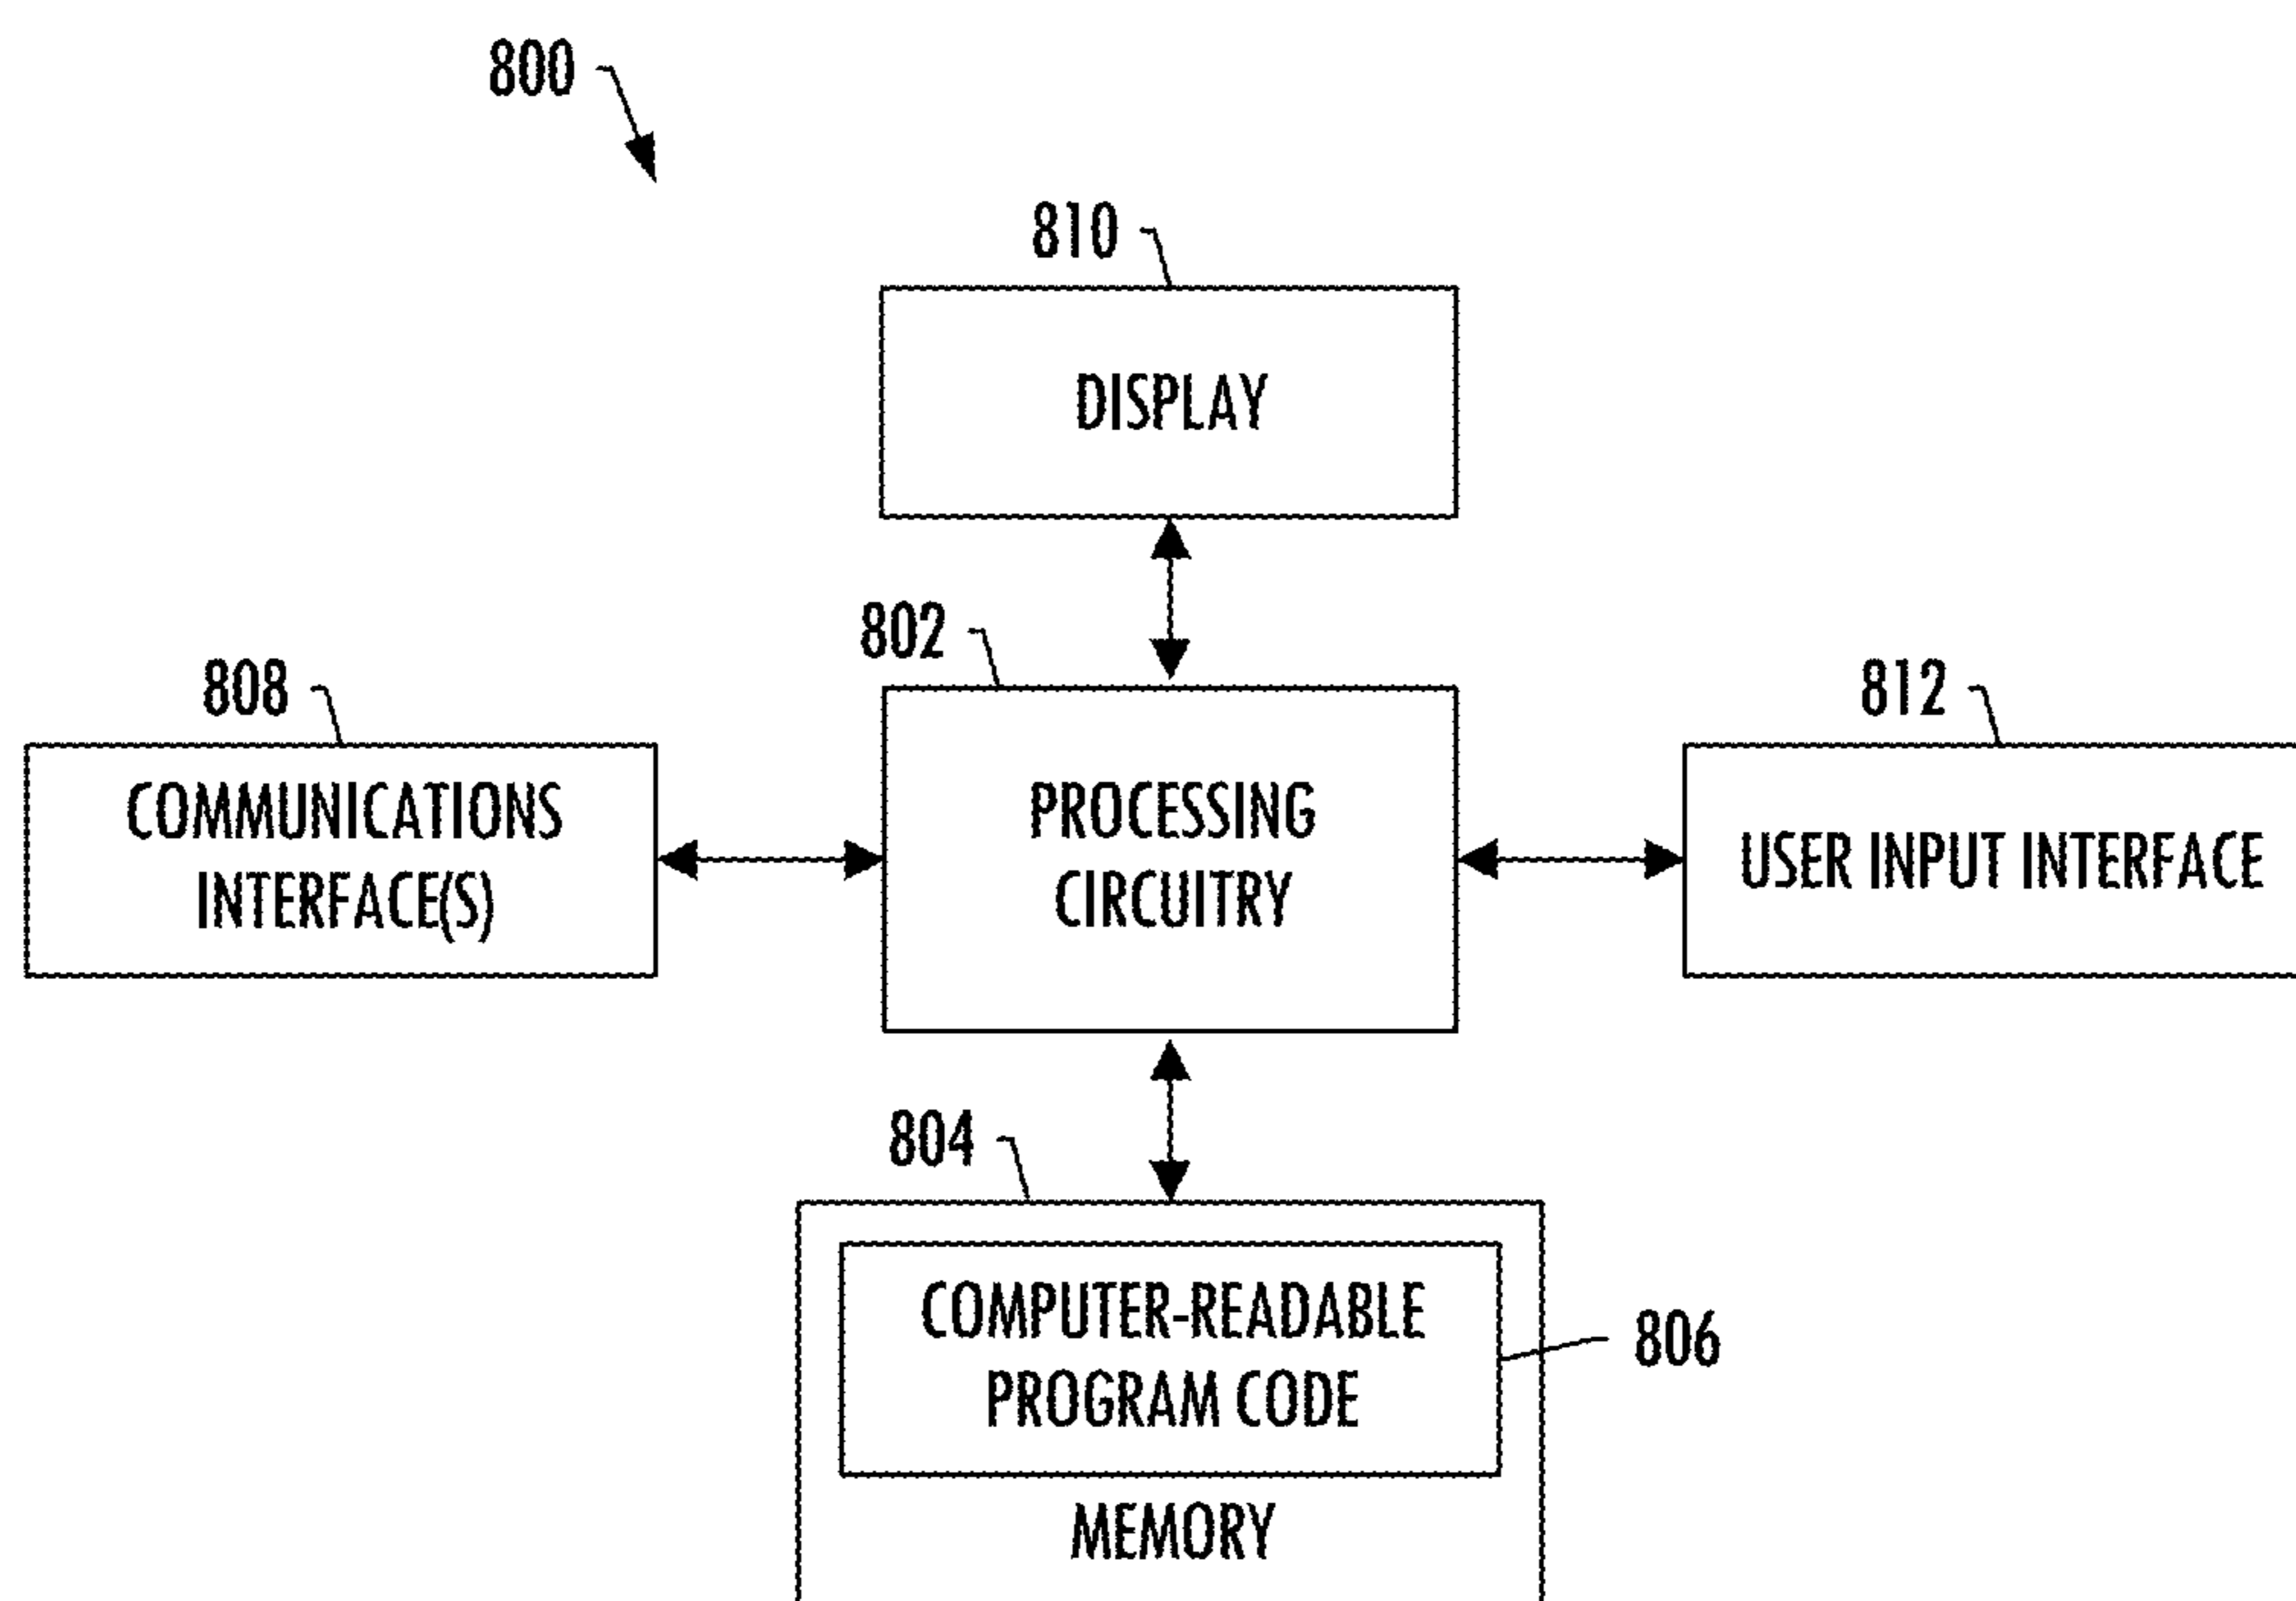 800
810
DISPLAY
802
808
812
COMMUNICATIONS
INTERFACE(S)
PROCESSING
CIRCUITRY
USER INPUT INTERFACE
804
COMPUTER-READABLE
PROGRAM CODE
806
MEMORY